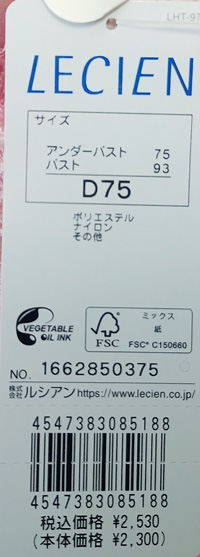 LHT-97
LECIEN
サイズ
アンダーバスト 75
バスト 93
D75
ポリエステル
ナイロン
その他
VEGETABLE
OIL INK
FSC
ミックス
紙
FSC® C150660
NO. 1662850375
株式会社ルシアン https://www.lecien.co.jp/
4547383085188
4547383085188
税込価格 ¥2,530
(本体価格 ¥2,300)